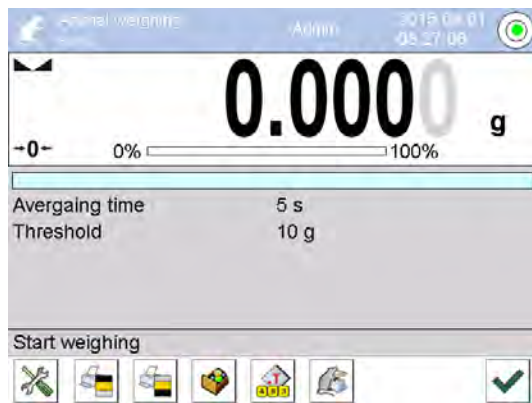 Animal weighing
Admin
2015.09.01
08:27:06
0.0000
g
→0←
0%
100%
Avergaing time 5 s
Threshold 10 g
Start weighing